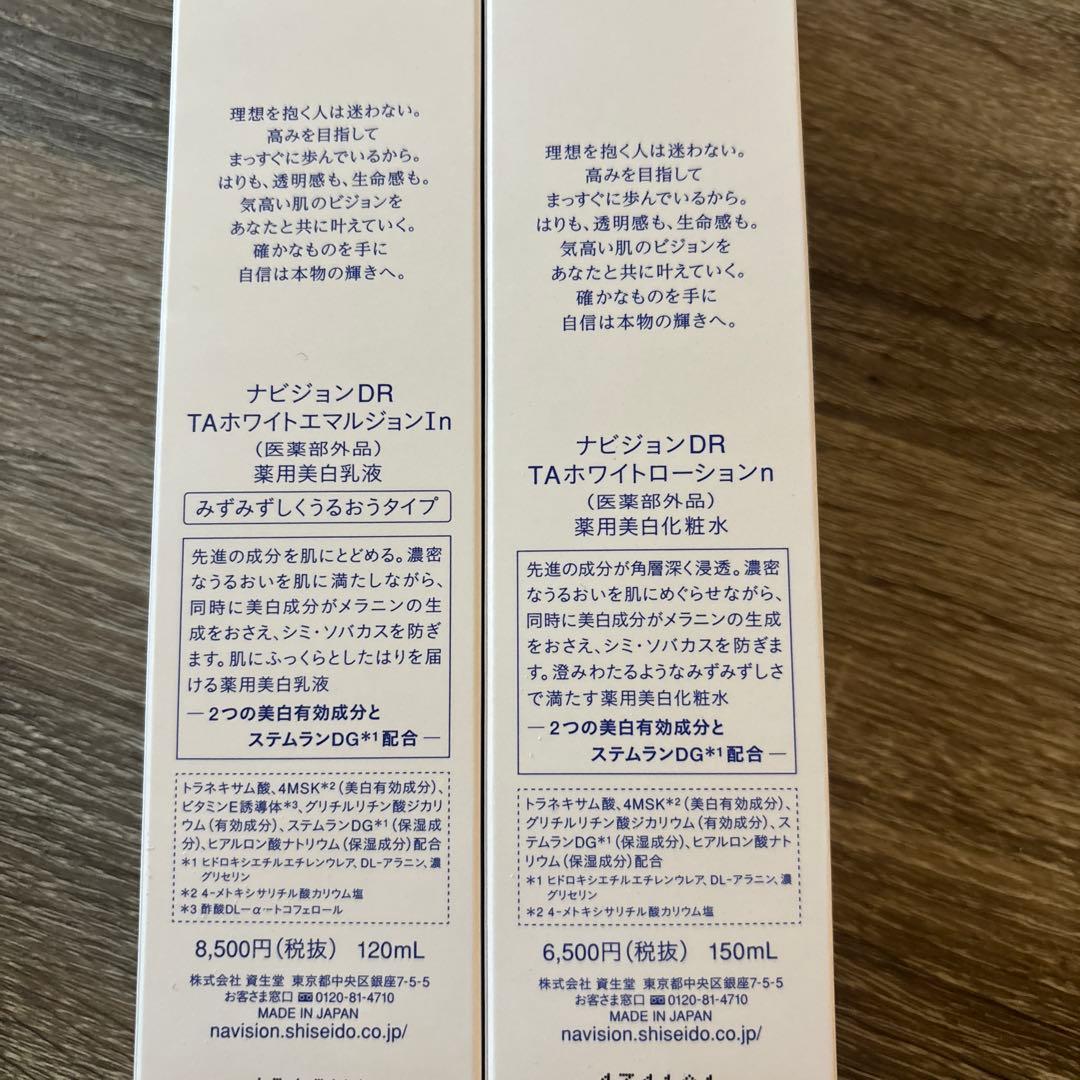 理想を抱く人は迷わない。
高みを目指して
まっすぐに歩んでいるから。
はりも、透明感も、生命感も。
気高い肌のビジョンを
あなたと共に叶えていく。
確かなものを手に
自信は本物の輝きへ。
ナビジョンDR
TAホワイトエマルジョンIn
（医薬部外品）
薬用美白乳液
みずみずしくうるおうタイプ
先進の成分を肌にとどめる。濃密
なうるおいを肌に満たしながら、
同時に美白成分がメラニンの生
成をおさえ、シミ・ソバカスを防ぎ
ます。肌にふっくらとしたはりを届
ける薬用美白乳液
―2つの美白有効成分と
ステムランDG*1配合―
トラネキサム酸、4MSK*2（美白有効成分）、
ビタミンE誘導体*3、グリチルリチン酸ジカリ
ウム（有効成分）、ステムランDG*1（保湿成
分）、ヒアルロン酸ナトリウム（保湿成分）配合
*1 ヒドロキシエチルエチレンウレア、DL-アラニン、濃
グリセリン
*2 4-メトキシサリチル酸カリウム塩
*3 酢酸DL-α-トコフェロール
8,500円（税抜） 120mL
株式会社 資生堂 東京都中央区銀座7-5-5
お客さま窓口 0120-81-4710
MADE IN JAPAN
navision.shiseido.co.jp/
理想を抱く人は迷わない。
高みを目指して
まっすぐに歩んでいるから。
はりも、透明感も、生命感も。
気高い肌のビジョンを
あなたと共に叶えていく。
確かなものを手に
自信は本物の輝きへ。
ナビジョンDR
TAホワイトローションn
（医薬部外品）
薬用美白化粧水
先進の成分が角層深く浸透。濃密
なうるおいを肌にめぐらせながら、
同時に美白成分がメラニンの生成
をおさえ、シミ・ソバカスを防ぎま
す。澄みわたるようなみずみずしさ
で満たす薬用美白化粧水
―2つの美白有効成分と
ステムランDG*1配合―
トラネキサム酸、4MSK*2（美白有効成分）、
グリチルリチン酸ジカリウム（有効成分）、ス
テムランDG*1（保湿成分）、ヒアルロン酸ナト
リウム（保湿成分）配合
*1 ヒドロキシエチルエチレンウレア、DL-アラニン、濃
グリセリン
*2 4-メトキシサリチル酸カリウム塩
6,500円（税抜） 150mL
株式会社 資生堂 東京都中央区銀座7-5-5
お客さま窓口 0120-81-4710
MADE IN JAPAN
navision.shiseido.co.jp/